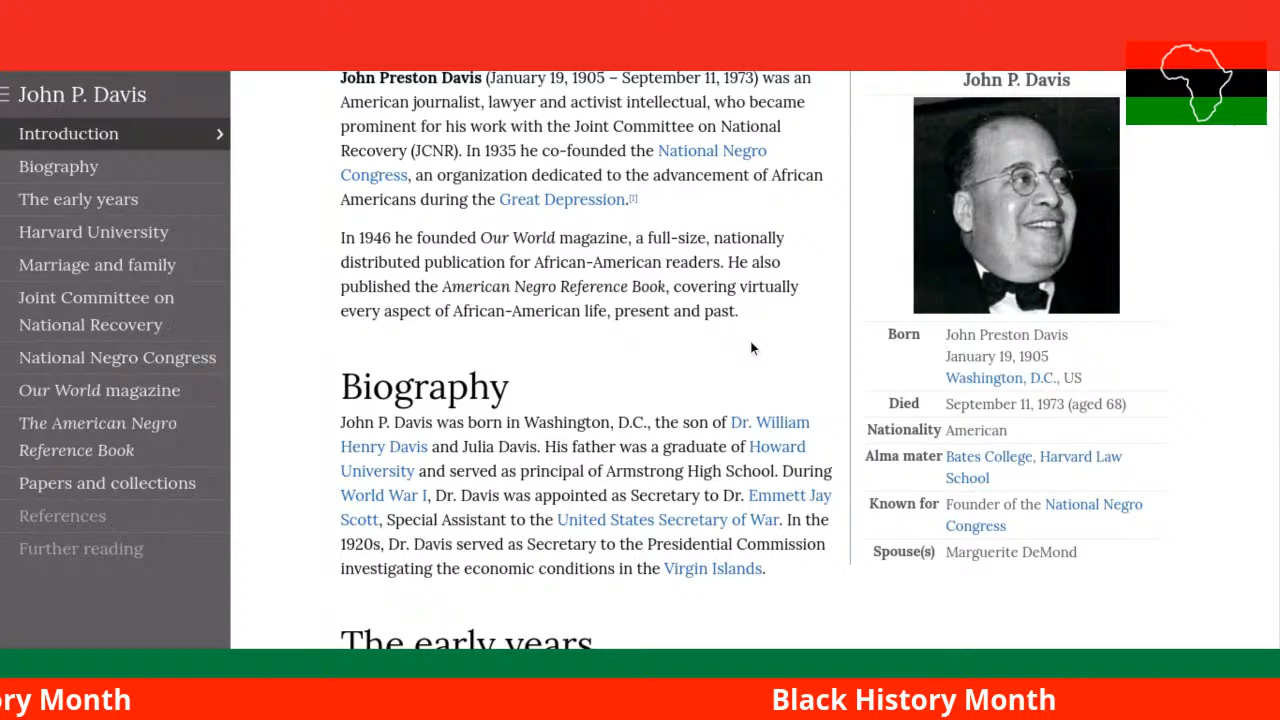 John P. Davis
Introduction
Biography
The early years
Harvard University
Marriage and family
Joint Committee on
National Recovery
National Negro Congress
Our World magazine
The American Negro
Reference Book
Papers and collections
References
Further reading
John Preston Davis (January 19, 1905 – September 11, 1973) was an
American journalist, lawyer and activist intellectual, who became
prominent for his work with the Joint Committee on National
Recovery (JCNR). In 1935 he co-founded the National Negro
Congress, an organization dedicated to the advancement of African
Americans during the Great Depression.[1]
In 1946 he founded Our World magazine, a full-size, nationally
distributed publication for African-American readers. He also
published the American Negro Reference Book, covering virtually
every aspect of African-American life, present and past.
Biography
John P. Davis was born in Washington, D.C., the son of Dr. William
Henry Davis and Julia Davis. His father was a graduate of Howard
University and served as principal of Armstrong High School. During
World War I, Dr. Davis was appointed as Secretary to Dr. Emmett Jay
Scott, Special Assistant to the United States Secretary of War. In the
1920s, Dr. Davis served as Secretary to the Presidential Commission
investigating the economic conditions in the Virgin Islands.
The early years
John P. Davis
Born John Preston Davis
January 19, 1905
Washington, D.C., US
Died September 11, 1973 (aged 68)
Nationality American
Alma mater Bates College, Harvard Law
School
Known for Founder of the National Negro
Congress
Spouse(s) Marguerite DeMond
ory Month Black History Month